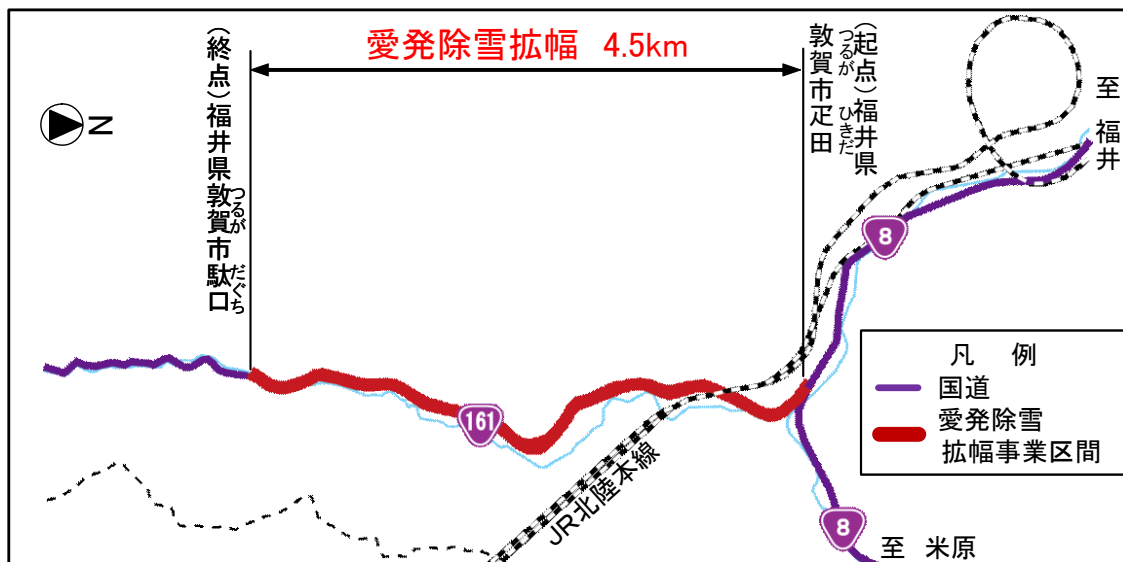 愛発除雪拡幅 4.5km
(起点)福井県
敦賀市疋田
つるが ひきだ
(終点)福井県敦賀市駄口
つるが だぐち
N
至 福井
8
161
JR北陸本線
8
至 米原
凡 例
国道
愛発除雪
拡幅事業区間